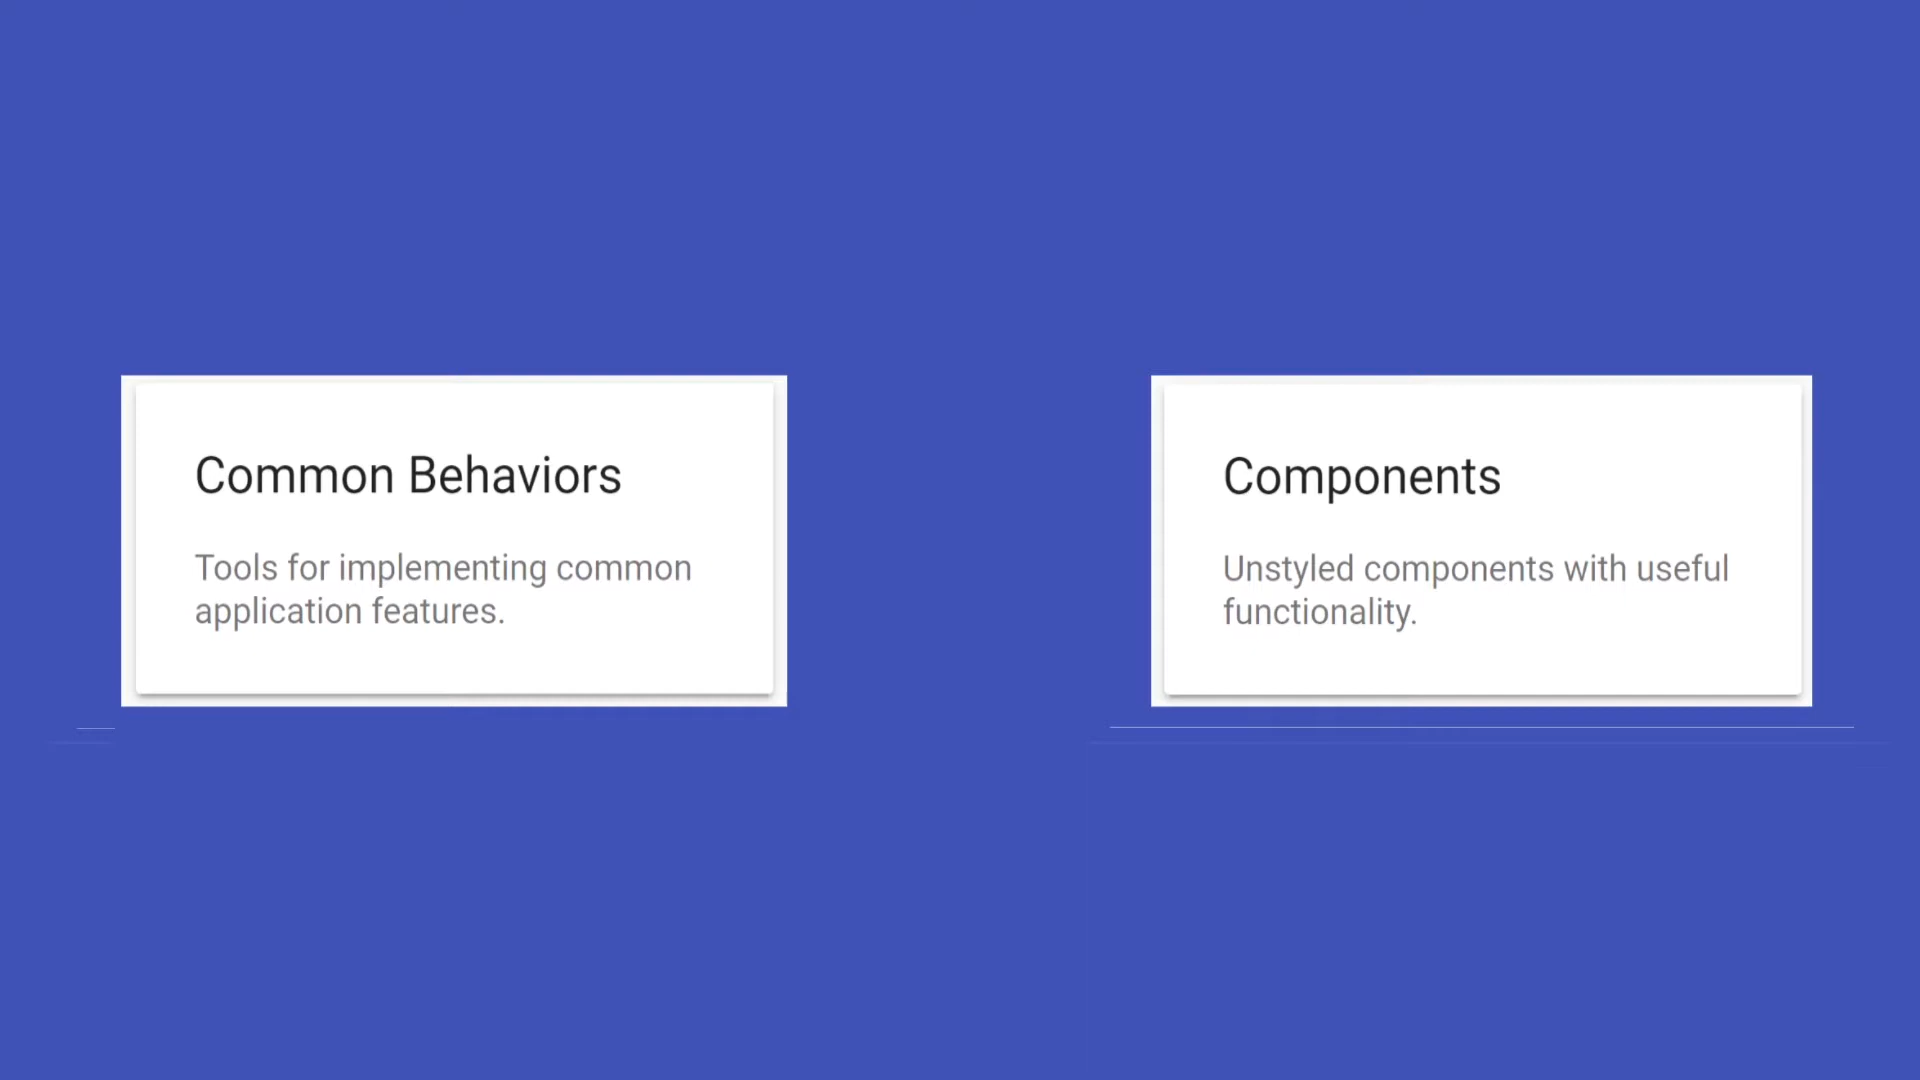 Common Behaviors
Tools for implementing common
application features.
Components
Unstyled components with useful
functionality.